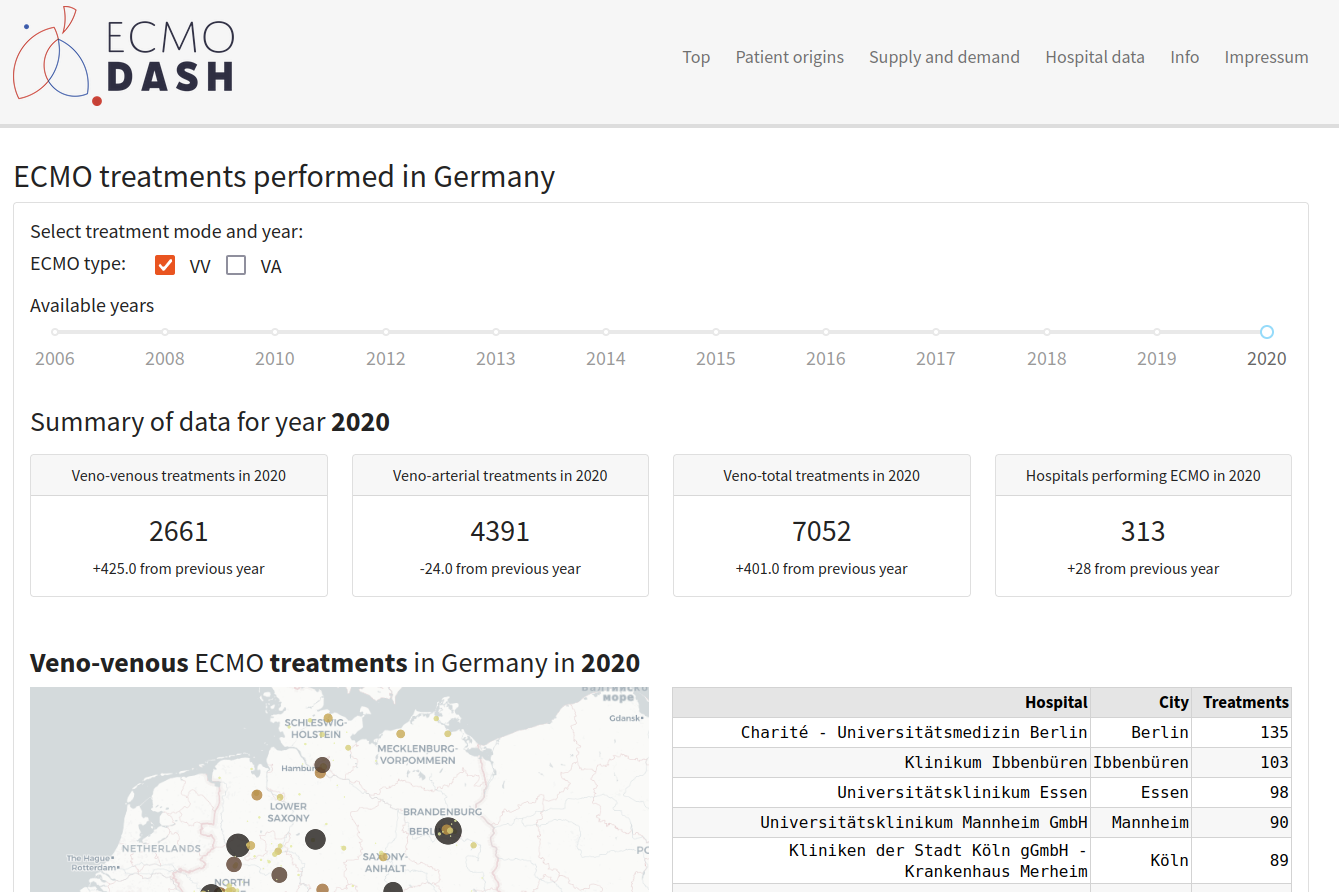 ECMO
DASH
Top Patient origins Supply and demand Hospital data Info Impressum
ECMO treatments performed in Germany
Select treatment mode and year:
ECMO type: VV VA
Available years
2006 2008 2010 2012 2013 2014 2015 2016 2017 2018 2019 2020
Summary of data for year 2020
Veno-venous treatments in 2020
2661
+425.0 from previous year
Veno-arterial treatments in 2020
4391
-24.0 from previous year
Veno-total treatments in 2020
7052
+401.0 from previous year
Hospitals performing ECMO in 2020
313
+28 from previous year
Veno-venous ECMO treatments in Germany in 2020
море
Gdansk
SCHLESWIG-
HOLSTEIN
MECKLENBURG-
VORPOMMERN
Hambur
LOWER
SAXONY
BRANDENBURG
BERL
NETHERLANDS
The Hague
Rotterdam
SAXONY-
ANHALT
PO
NORTH
Hospital City Treatments
Charité - Universitätsmedizin Berlin Berlin 135
Klinikum Ibbenbüren Ibbenbüren 103
Universitätsklinikum Essen Essen 98
Universitätsklinikum Mannheim GmbH Mannheim 90
Kliniken der Stadt Köln gGmbH -
Krankenhaus Merheim Köln 89